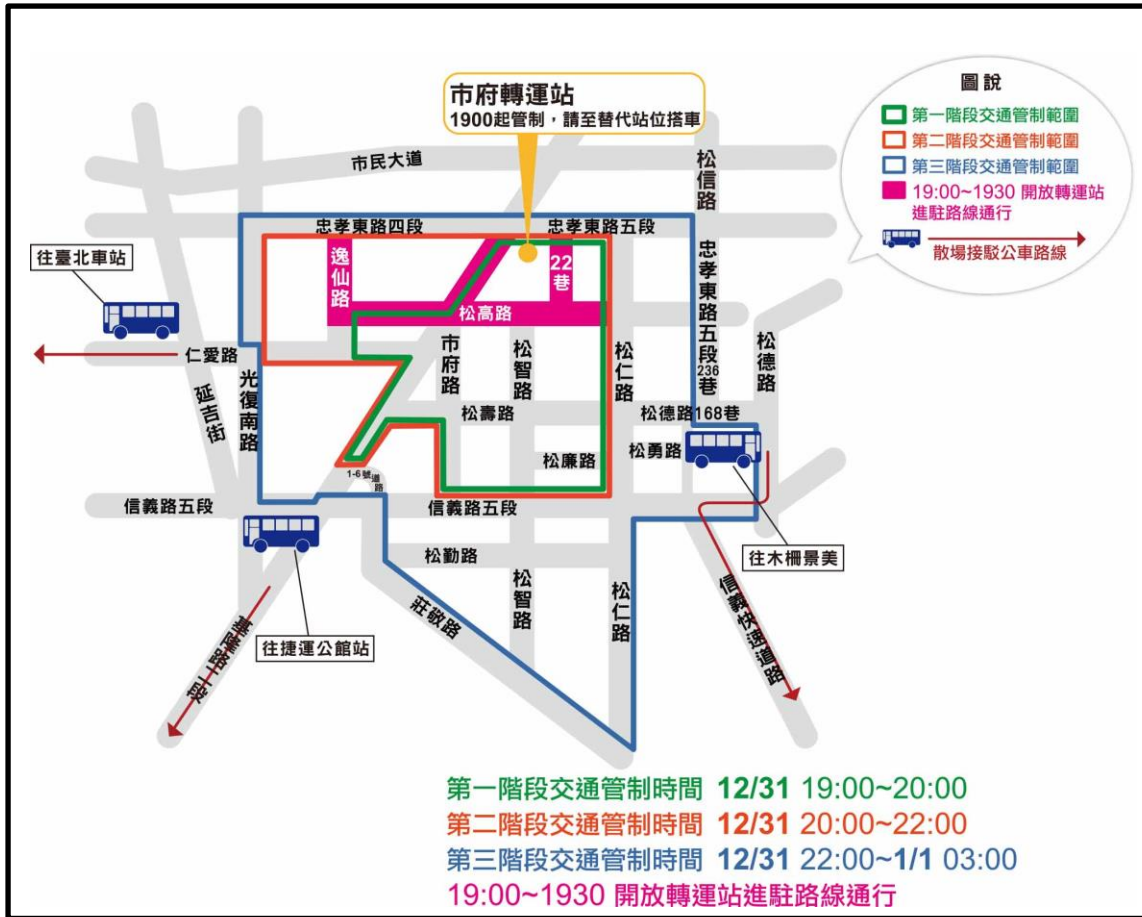 市府轉運站
1900起管制，請至替代站位搭車
圖說
第一階段交通管制範圍
第二階段交通管制範圍
第三階段交通管制範圍
19:00~1930 開放轉運站
進駐路線通行
散場接駁公車路線
市民大道
松信路
忠孝東路四段
忠孝東路五段
往臺北車站
逸仙路
22巷
忠孝東路五段236巷
松高路
仁愛路
延吉街
光復南路
市府路
松智路
松仁路
松德路
松壽路
松德路168巷
松廉路
松勇路
1-6號道路
信義路五段
信義路五段
松勤路
往木柵景美
莊敬路
松智路
松仁路
信義快速道路
往捷運公館站
基隆路二段
第一階段交通管制時間 12/31 19:00~20:00
第二階段交通管制時間 12/31 20:00~22:00
第三階段交通管制時間 12/31 22:00~1/1 03:00
19:00~1930 開放轉運站進駐路線通行